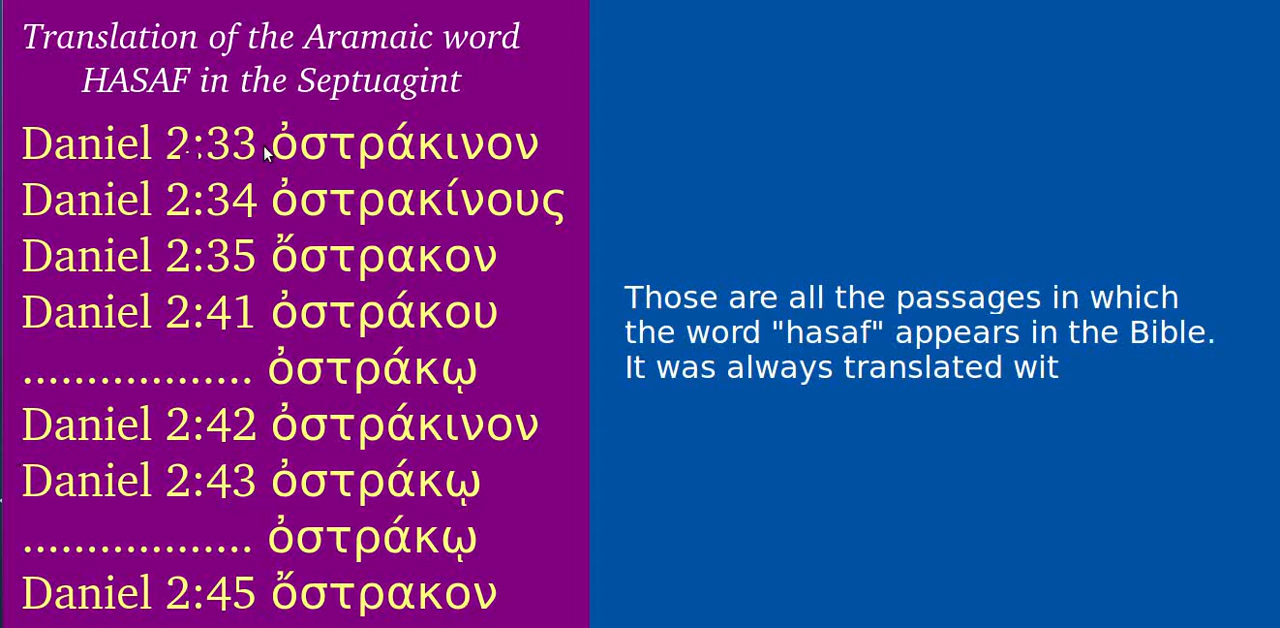 Translation of the Aramaic word
HASAF in the Septuagint
Daniel 2:33 ὀστράκινον
Daniel 2:34 ὀστρακίνους
Daniel 2:35 ὄστρακον
Daniel 2:41 ὀστράκου
.................. ὀστράκῳ
Daniel 2:42 ὀστράκινον
Daniel 2:43 ὀστράκῳ
.................. ὀστράκῳ
Daniel 2:45 ὄστρακον
Those are all the passages in which
the word "hasaf" appears in the Bible.
It was always translated wit